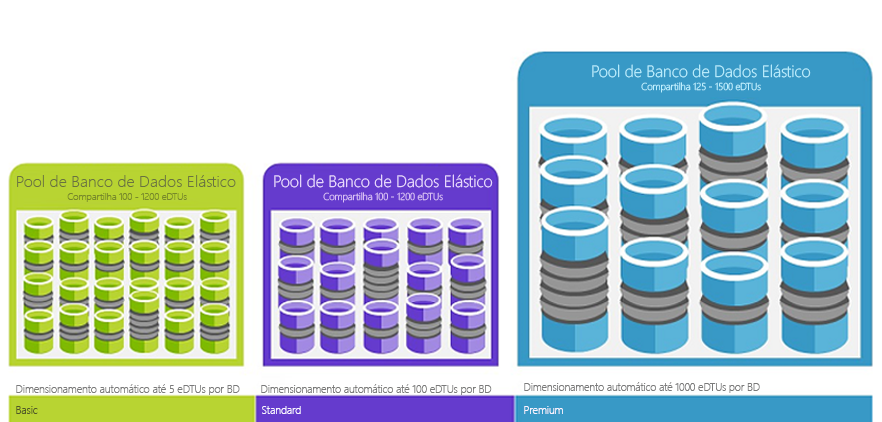 Pool de Banco de Dados Elástico
Compartilha 100 - 1200 eDTUs
Dimensionamento automático até 5 eDTUs por BD
Basic
Pool de Banco de Dados Elástico
Compartilha 100 - 1200 eDTUs
Dimensionamento automático até 100 eDTUs por BD
Standard
Pool de Banco de Dados Elástico
Compartilha 125 - 1500 eDTUs
Dimensionamento automático até 1000 eDTUs por BD
Premium